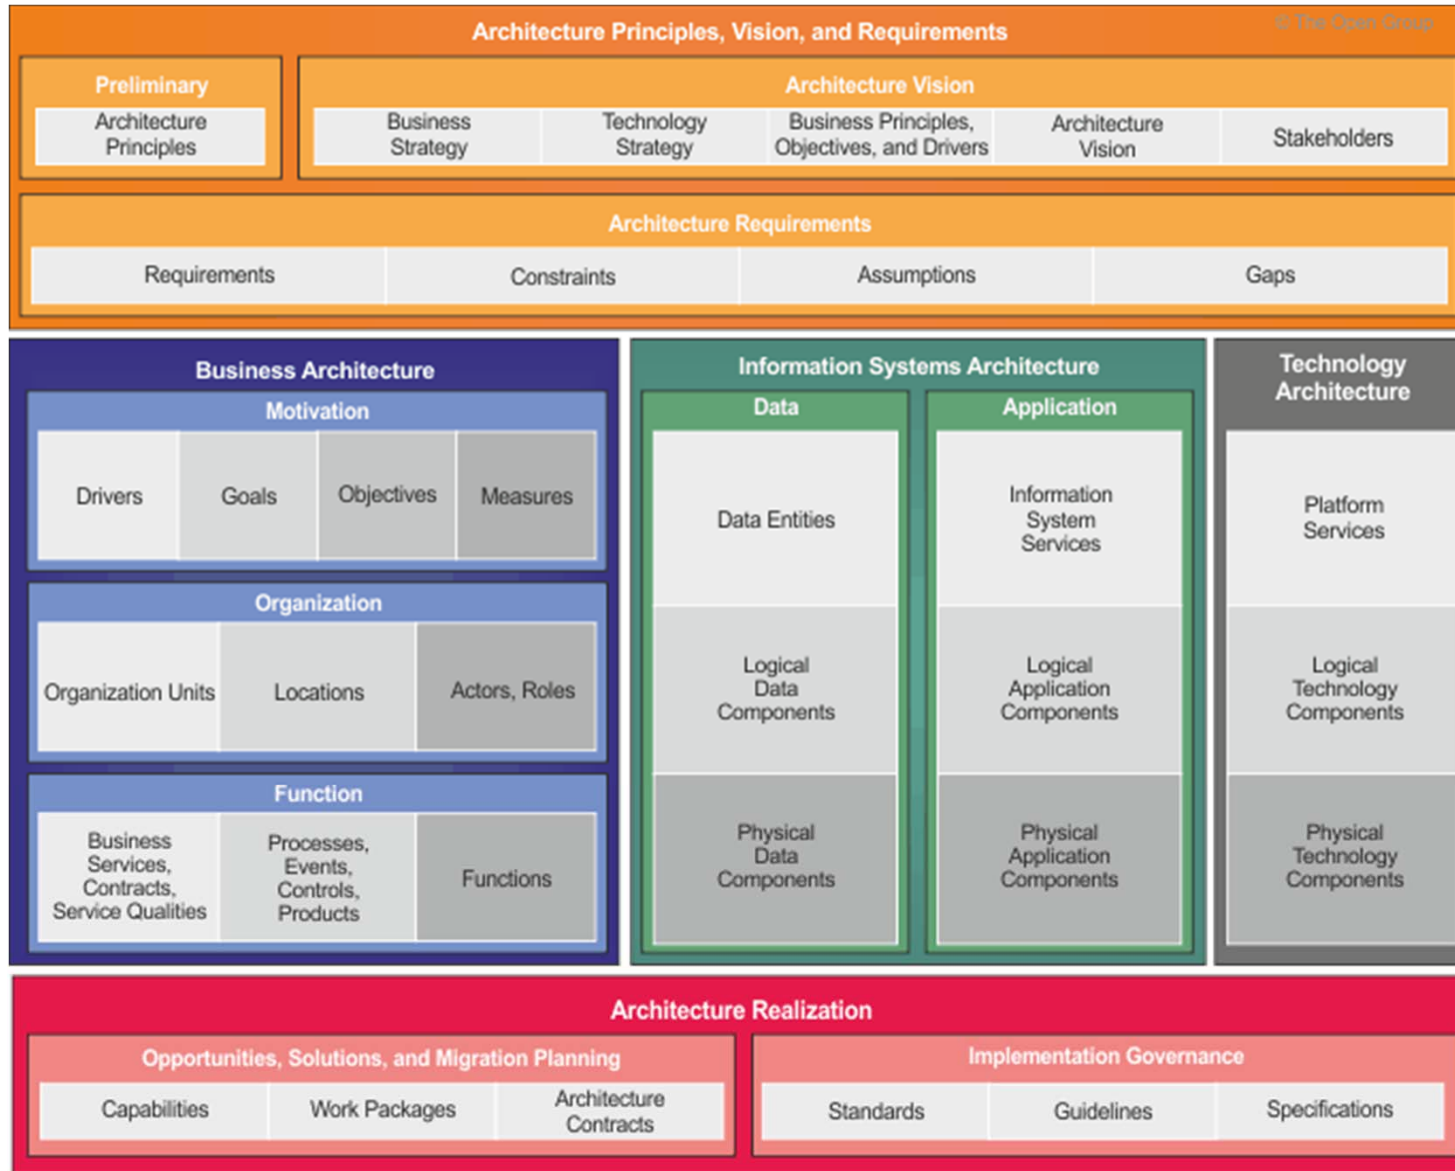 © The Open Group
Architecture Principles, Vision, and Requirements
Preliminary
Architecture
Principles
Architecture Vision
Business
Strategy
Technology
Strategy
Business Principles,
Objectives, and Drivers
Architecture
Vision
Stakeholders
Architecture Requirements
Requirements
Constraints
Assumptions
Gaps
Business Architecture
Motivation
Drivers
Goals
Objectives
Measures
Organization
Organization Units
Locations
Actors, Roles
Function
Business
Services,
Contracts,
Service Qualities
Processes,
Events,
Controls,
Products
Functions
Information Systems Architecture
Data
Data Entities
Logical
Data
Components
Physical
Data
Components
Application
Information
System
Services
Logical
Application
Components
Physical
Application
Components
Technology
Architecture
Platform
Services
Logical
Technology
Components
Physical
Technology
Components
Architecture Realization
Opportunities, Solutions, and Migration Planning
Capabilities
Work Packages
Architecture
Contracts
Implementation Governance
Standards
Guidelines
Specifications